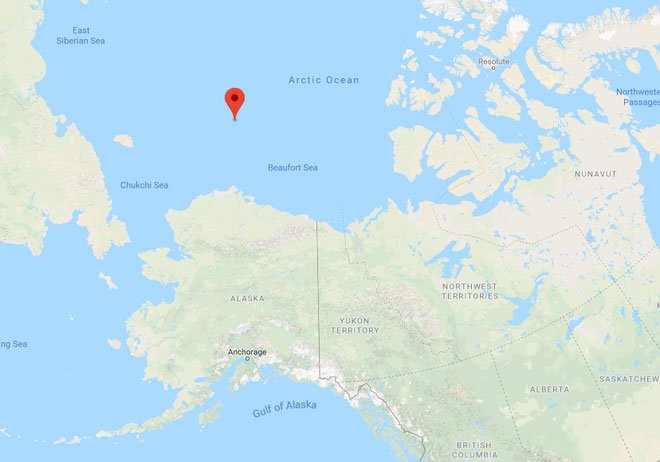 East
Siberian Sea
Arctic Ocean
Resolute
Northwestern
Passages
Beaufort Sea
Chukchi Sea
NUNAVUT
ALASKA
NORTHWEST
TERRITORIES
YUKON
TERRITORY
ng Sea
Anchorage
SASKATCHEW
ALBERTA
Gulf of Alaska
BRITISH
COLUMBIA